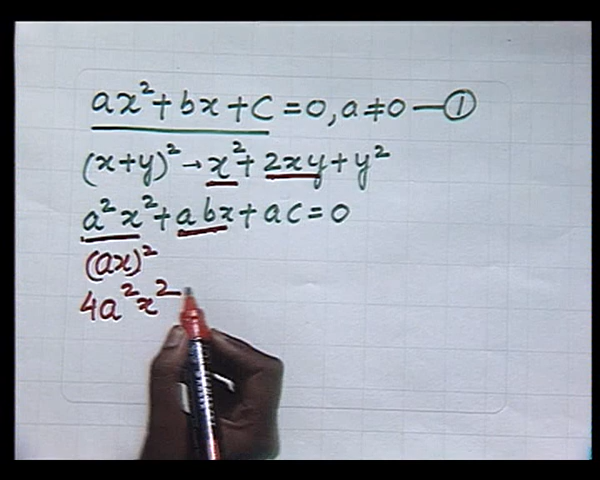 ax²+bx+c=0, a≠0 —①
(x+y)² → x²+2xy+y²
a²x²+abx+ac=0
(ax)²
4a²x²